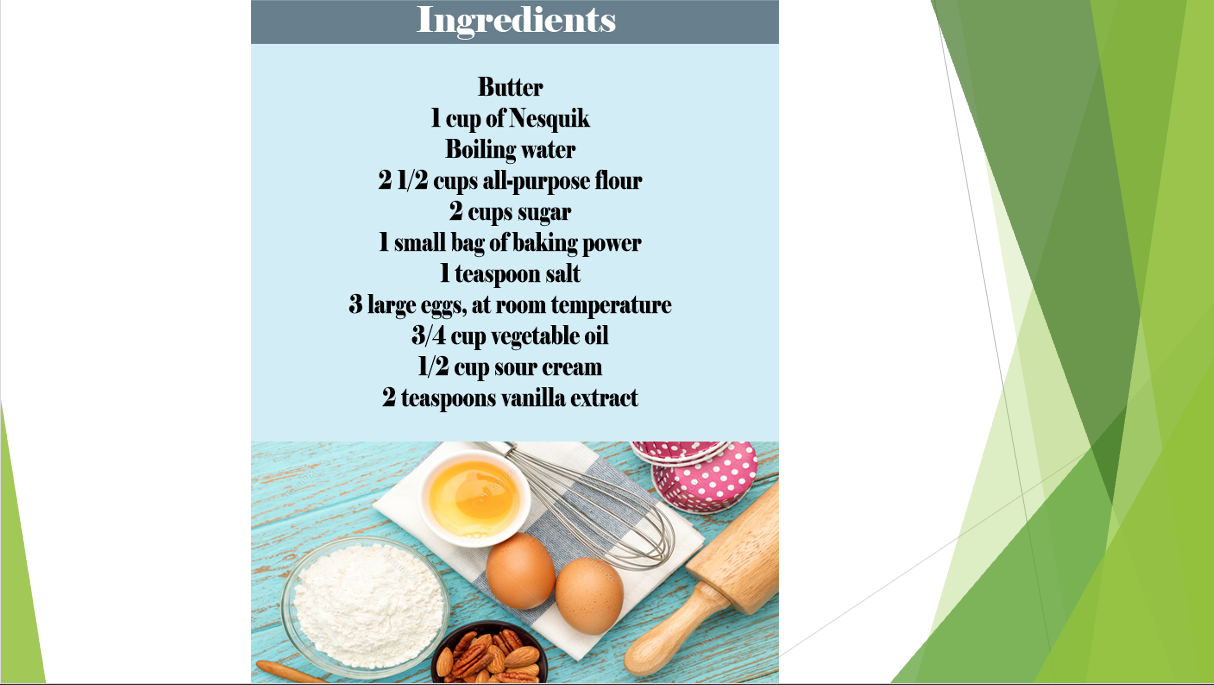 Ingredients
Butter
1 cup of Nesquik
Boiling water
2 1/2 cups all-purpose flour
2 cups sugar
1 small bag of baking power
1 teaspoon salt
3 large eggs, at room temperature
3/4 cup vegetable oil
1/2 cup sour cream
2 teaspoons vanilla extract